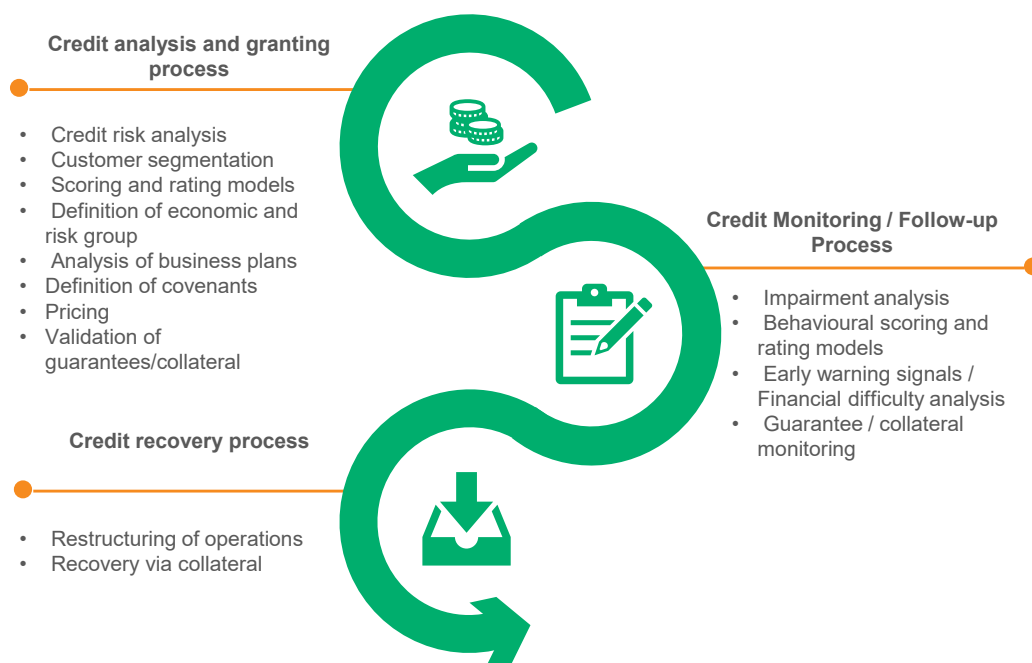 Credit analysis and granting
process
• Credit risk analysis
• Customer segmentation
• Scoring and rating models
• Definition of economic and
risk group
• Analysis of business plans
• Definition of covenants
• Pricing
• Validation of
guarantees/collateral
Credit Monitoring / Follow-up
Process
• Impairment analysis
• Behavioural scoring and
rating models
• Early warning signals /
Financial difficulty analysis
• Guarantee / collateral
monitoring
Credit recovery process
• Restructuring of operations
• Recovery via collateral